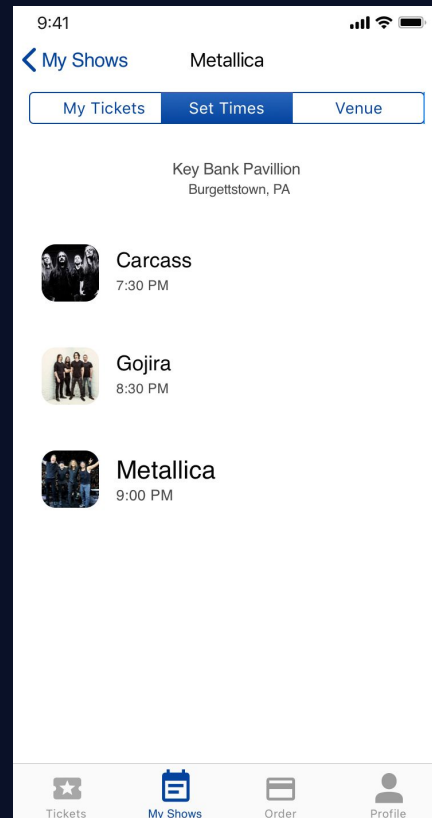 9:41
My Shows
Metallica
My Tickets
Set Times
Venue
Key Bank Pavillion
Burgettstown, PA
Carcass
7:30 PM
Gojira
8:30 PM
Metallica
9:00 PM
Tickets
My Shows
Order
Profile